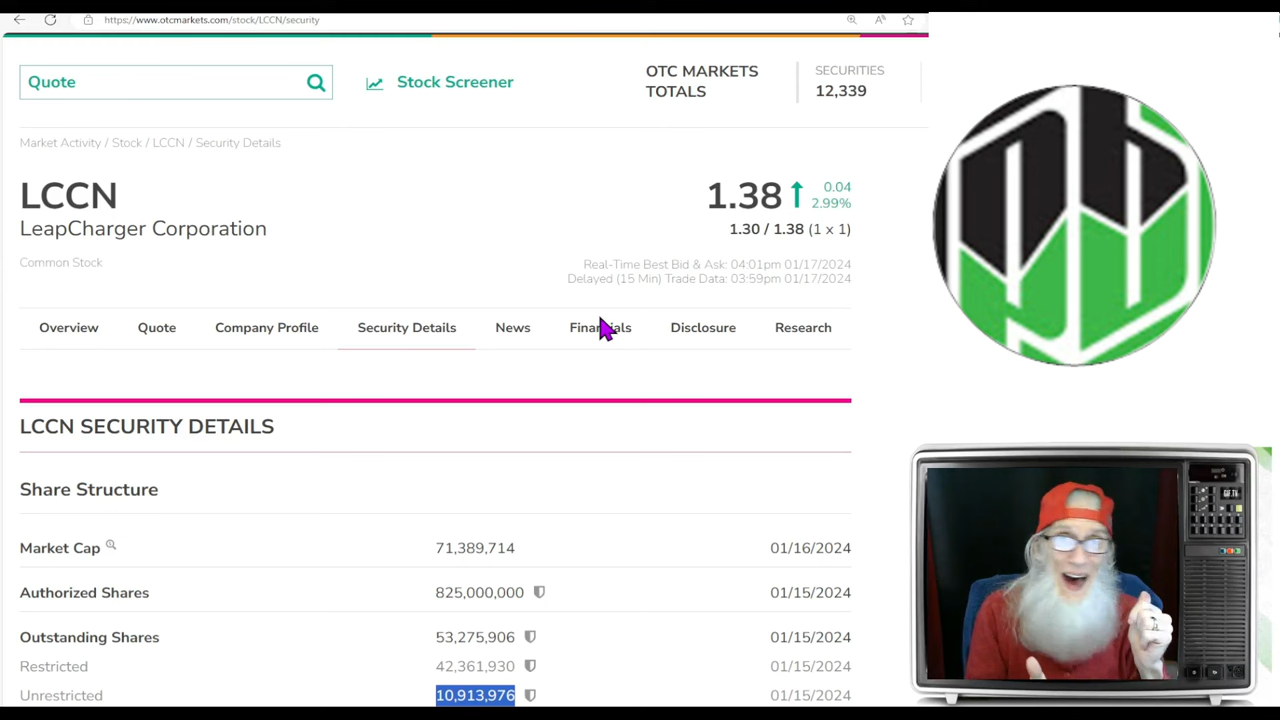 https://www.otcmarkets.com/stock/LCCN/security
Quote
Stock Screener
OTC MARKETS
TOTALS
SECURITIES
12,339
Market Activity / Stock / LCCN / Security Details
LCCN
LeapCharger Corporation
Common Stock
1.38
0.04
2.99%
1.30 / 1.38 (1 x 1)
Real-Time Best Bid & Ask: 04:01pm 01/17/2024
Delayed (15 Min) Trade Data: 03:59pm 01/17/2024
Overview Quote Company Profile Security Details News Financials Disclosure Research
LCCN SECURITY DETAILS
Share Structure
Market Cap 71,389,714 01/16/2024
Authorized Shares 825,000,000 01/15/2024
Outstanding Shares 53,275,906 01/15/2024
Restricted 42,361,930 01/15/2024
Unrestricted 10,913,976 01/15/2024
GIF.TV